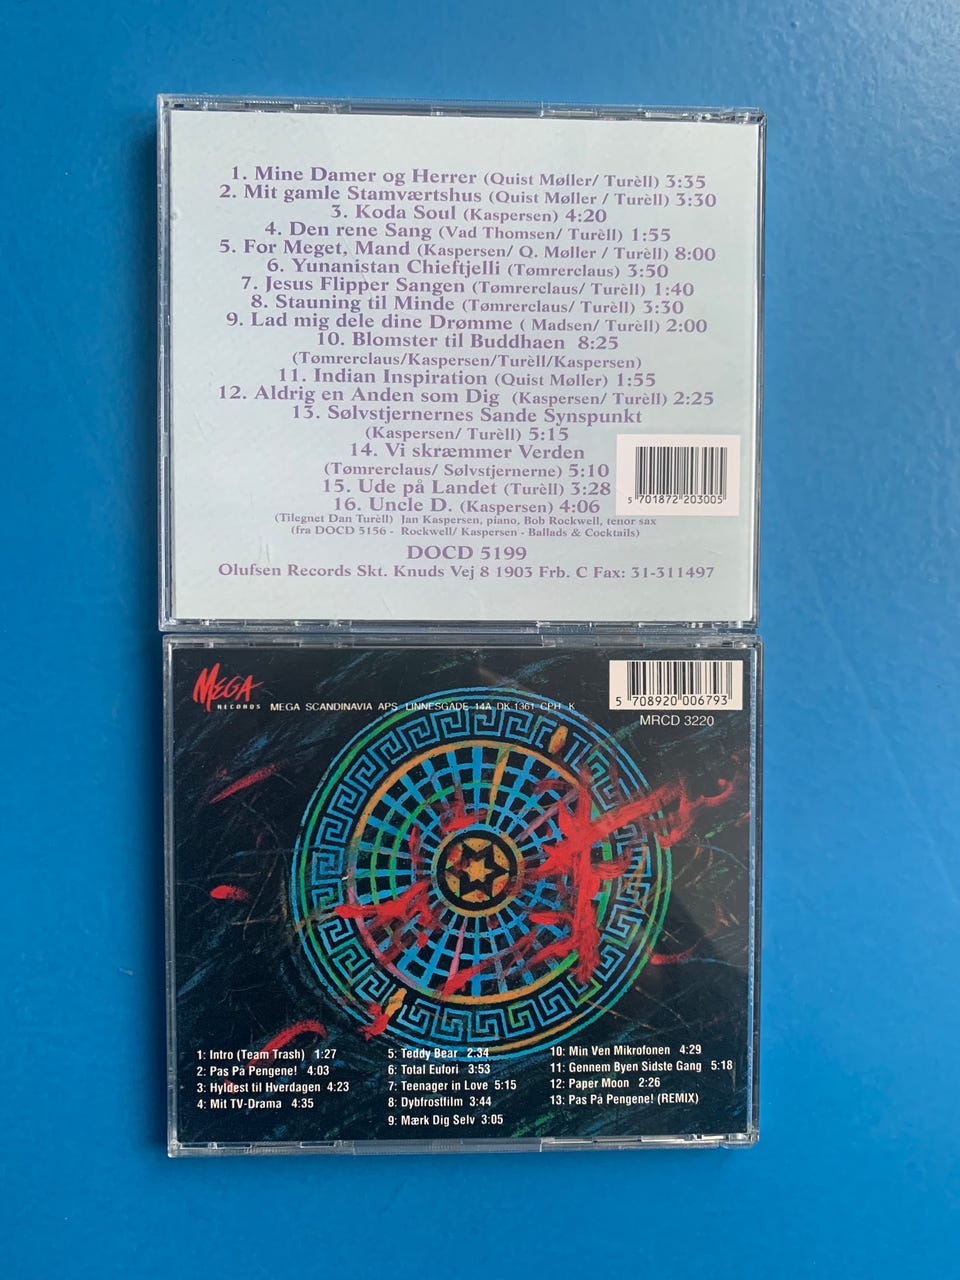 1. Mine Damer og Herrer (Quist Møller/ Turèll) 3:35
2. Mit gamle Stamværtshus (Quist Møller / Turèll) 3:30
3. Koda Soul (Kaspersen) 4:20
4. Den rene Sang (Vad Thomsen/ Turèll) 1:55
5. For Meget, Mand (Kaspersen/ Q. Møller / Turèll) 8:00
6. Yunanistan Chieftjelli (Tømrerclaus) 3:50
7. Jesus Flipper Sangen (Tømrerclaus/ Turèll) 1:40
8. Stauning til Minde (Tømrerclaus/ Turèll) 3:30
9. Lad mig dele dine Drømme ( Madsen/ Turèll) 2:00
10. Blomster til Buddhaen 8:25
(Tømrerclaus/Kaspersen/Turèll/Kaspersen)
11. Indian Inspiration (Quist Møller) 1:55
12. Aldrig en Anden som Dig (Kaspersen/ Turèll) 2:25
13. Sølvstjernernes Sande Synspunkt
(Kaspersen/ Turèll) 5:15
14. Vi skræmmer Verden
(Tømrerclaus/ Sølvstjernerne) 5:10
15. Ude på Landet (Turèll) 3:28
16. Uncle D. (Kaspersen) 4:06
(Tilegnet Dan Turèll) Jan Kaspersen, piano, Bob Rockwell, tenor sax
(fra DOCD 5156 - Rockwell/ Kaspersen - Ballads & Cocktails)
5 701872 203005
DOCD 5199
Olufsen Records Skt. Knuds Vej 8 1903 Frb. C Fax: 31-311497
MEGA
RECORDS
MEGA SCANDINAVIA APS LINNESGADE 14A DK 1361 CPH K
5 708920 006793
MRCD 3220
1: Intro (Team Trash) 1:27
2: Pas På Pengene! 4:03
3: Hyldest til Hverdagen 4:23
4: Mit TV-Drama 4:35
5: Teddy Bear 2:34
6: Total Eufori 3:53
7: Teenager in Love 5:15
8: Dybfrostfilm 3:44
9: Mærk Dig Selv 3:05
10: Min Ven Mikrofonen 4:29
11: Gennem Byen Sidste Gang 5:18
12: Paper Moon 2:26
13: Pas På Pengene! (REMIX)